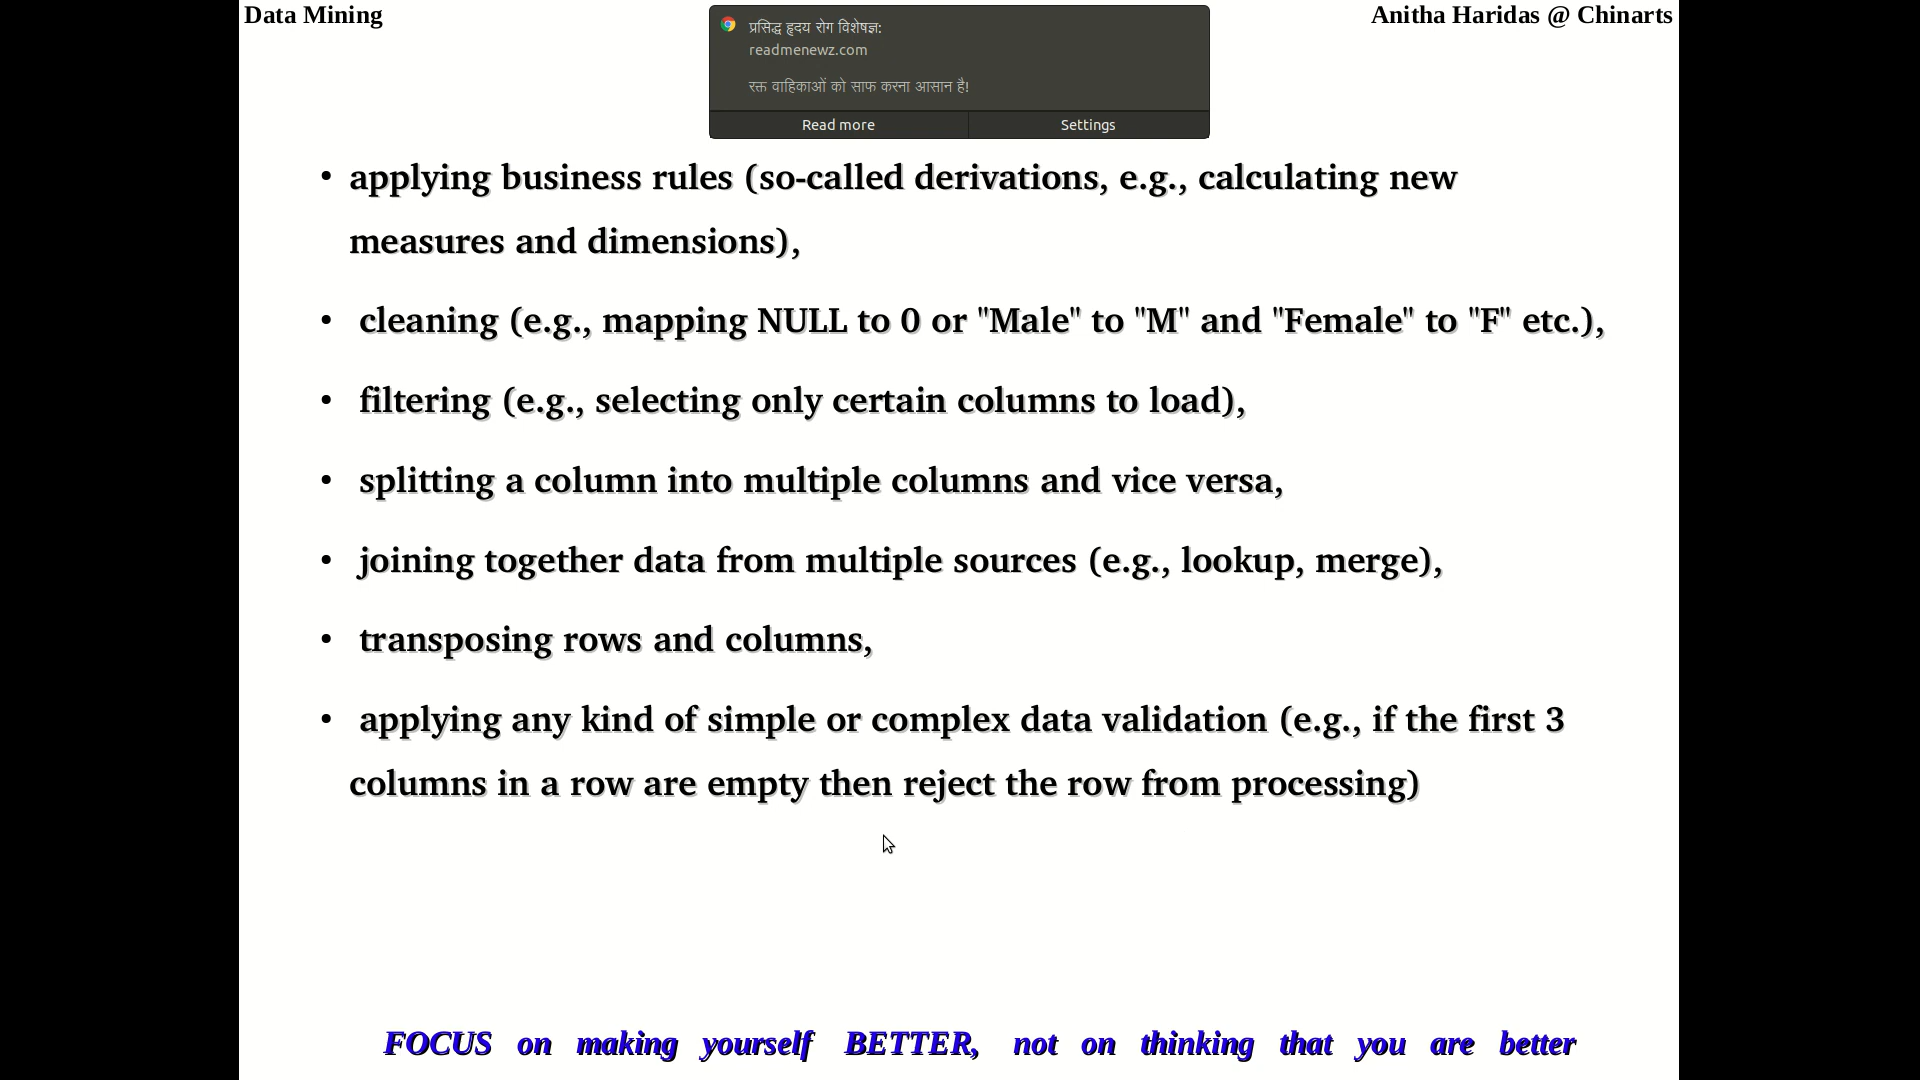 Data Mining
Anitha Haridas @ Chinarts
प्रसिद्ध हृदय रोग विशेषज्ञ:
readmenewz.com
रक्त वाहिकाओं को साफ करना आसान है!
Read more
Settings
• applying business rules (so-called derivations, e.g., calculating new
measures and dimensions),
• cleaning (e.g., mapping NULL to 0 or "Male" to "M" and "Female" to "F" etc.),
• filtering (e.g., selecting only certain columns to load),
• splitting a column into multiple columns and vice versa,
• joining together data from multiple sources (e.g., lookup, merge),
• transposing rows and columns,
• applying any kind of simple or complex data validation (e.g., if the first 3
columns in a row are empty then reject the row from processing)
FOCUS on making yourself BETTER, not on thinking that you are better